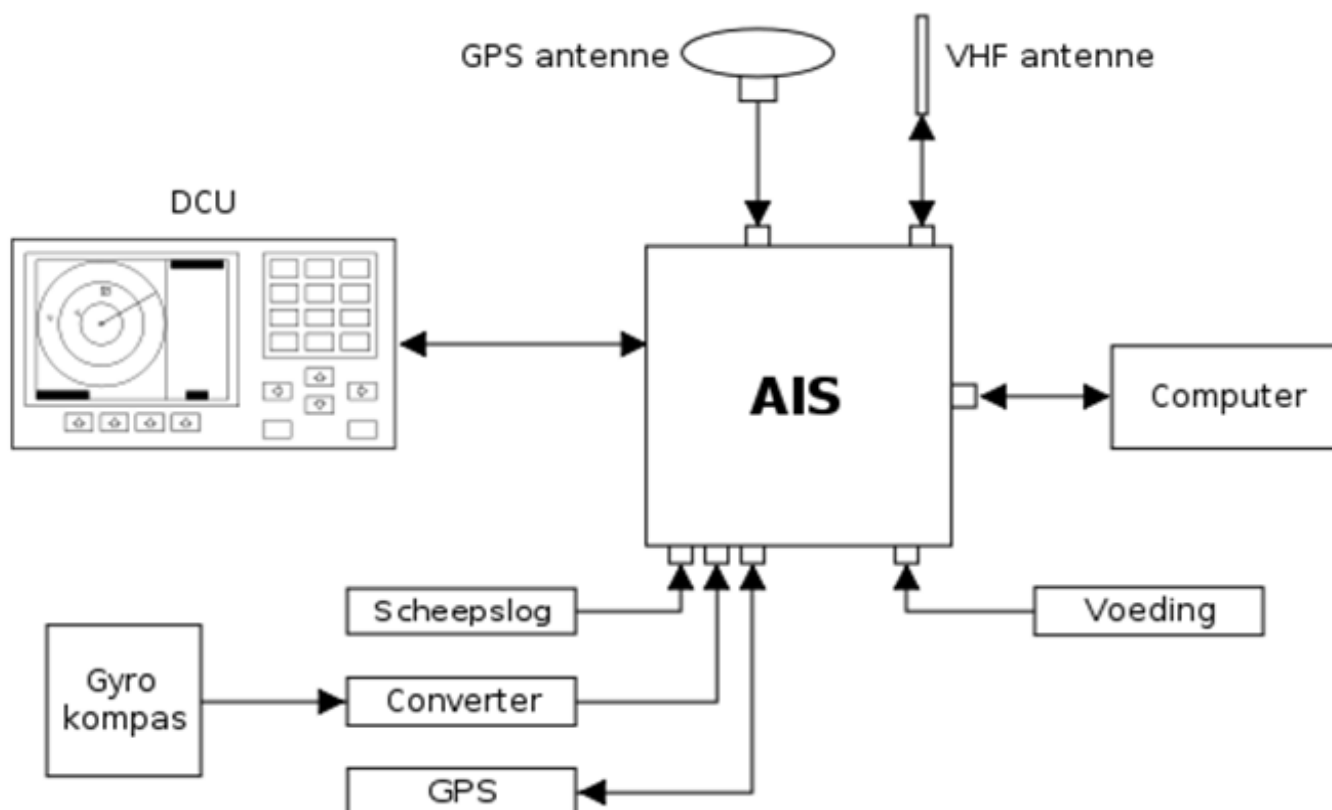 GPS antenne
VHF antenne
DCU
AIS
Computer
Scheepslog
Voeding
Gyro
kompas
Converter
GPS